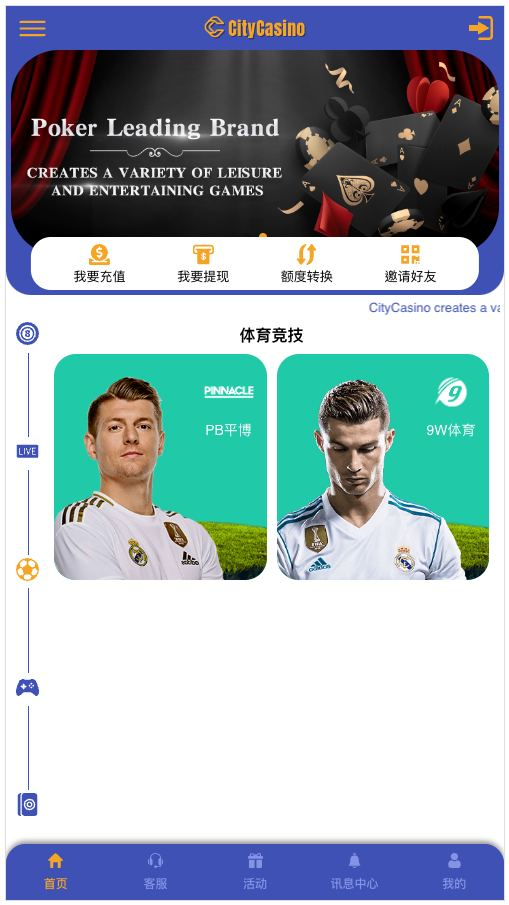 CityCasino
Poker Leading Brand
CREATES A VARIETY OF LEISURE
AND ENTERTAINING GAMES
我要充值
我要提现
额度转换
邀请好友
CityCasino creates a va
体育竞技
PINNACLE
PB平博
9
9W体育
LIVE
adidas
首页
客服
活动
讯息中心
我的